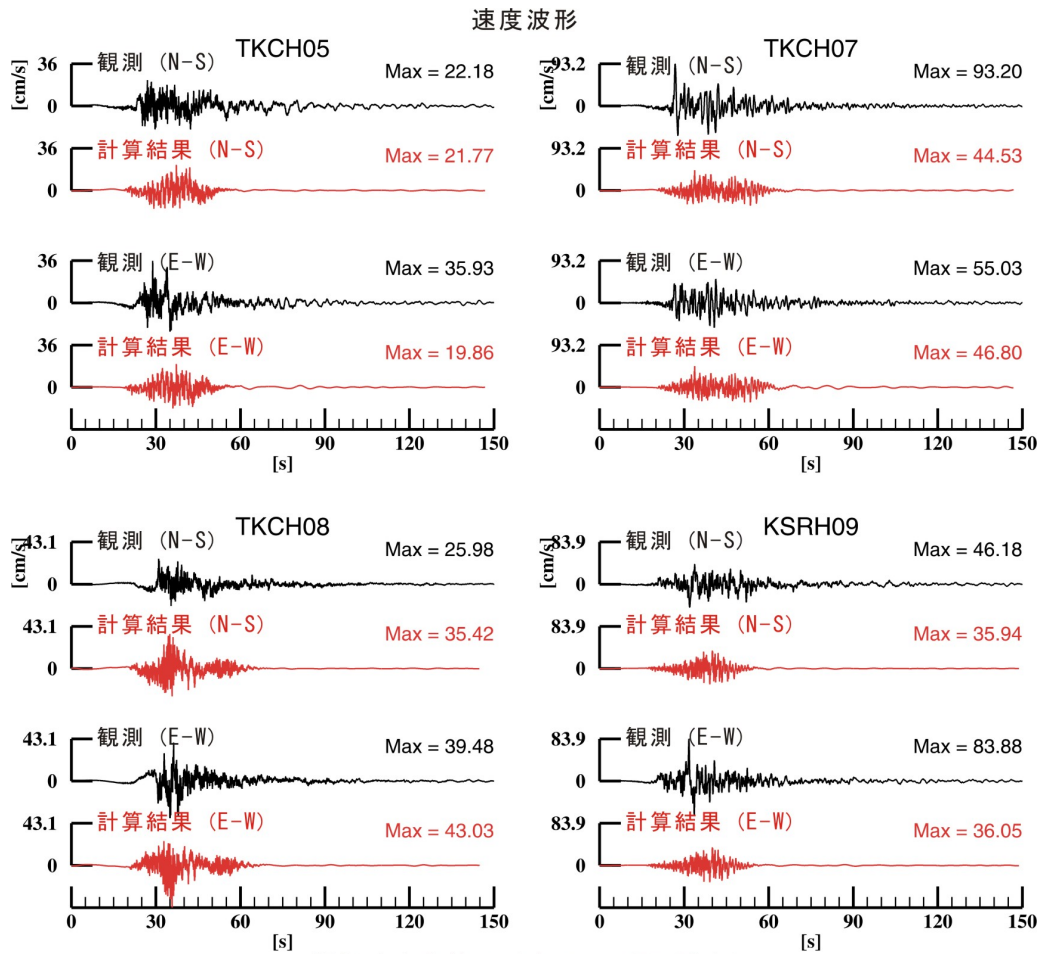 速度波形
TKCH05
[cm/s]
36
0
観測 (N-S)
Max = 22.18
36
0
計算結果 (N-S)
Max = 21.77
36
0
観測 (E-W)
Max = 35.93
36
0
計算結果 (E-W)
Max = 19.86
0 30 60 90 120 150
[s]
TKCH07
[cm/s]
93.2
0
観測 (N-S)
Max = 93.20
93.2
0
計算結果 (N-S)
Max = 44.53
93.2
0
観測 (E-W)
Max = 55.03
93.2
0
計算結果 (E-W)
Max = 46.80
0 30 60 90 120 150
[s]
TKCH08
[cm/s]
43.1
0
観測 (N-S)
Max = 25.98
43.1
0
計算結果 (N-S)
Max = 35.42
43.1
0
観測 (E-W)
Max = 39.48
43.1
0
計算結果 (E-W)
Max = 43.03
0 30 60 90 120 150
[s]
KSRH09
[cm/s]
83.9
0
観測 (N-S)
Max = 46.18
83.9
0
計算結果 (N-S)
Max = 35.94
83.9
0
観測 (E-W)
Max = 83.88
83.9
0
計算結果 (E-W)
Max = 36.05
0 30 60 90 120 150
[s]